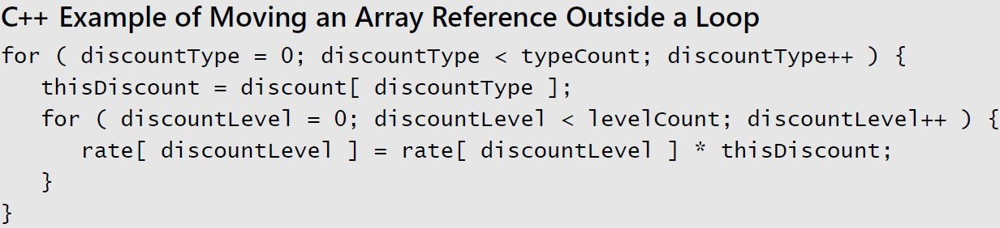 C++ Example of Moving an Array Reference Outside a Loop
for ( discountType = 0; discountType < typeCount; discountType++ ) {
   thisDiscount = discount[ discountType ];
   for ( discountLevel = 0; discountLevel < levelCount; discountLevel++ ) {
      rate[ discountLevel ] = rate[ discountLevel ] * thisDiscount;
   }
}